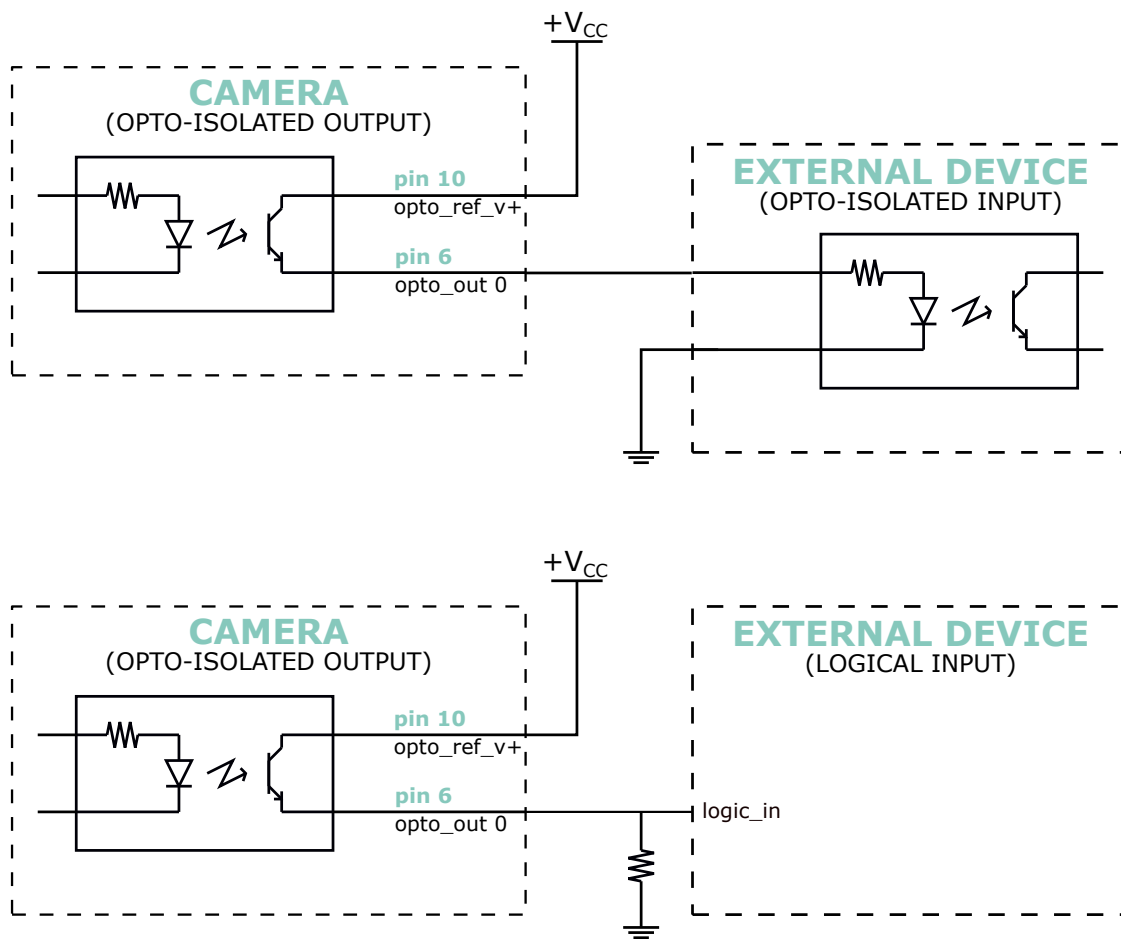 +VCC
CAMERA
(OPTO-ISOLATED OUTPUT)
pin 10
opto_ref_v+
pin 6
opto_out 0
EXTERNAL DEVICE
(OPTO-ISOLATED INPUT)
+VCC
CAMERA
(OPTO-ISOLATED OUTPUT)
pin 10
opto_ref_v+
pin 6
opto_out 0
EXTERNAL DEVICE
(LOGICAL INPUT)
logic_in